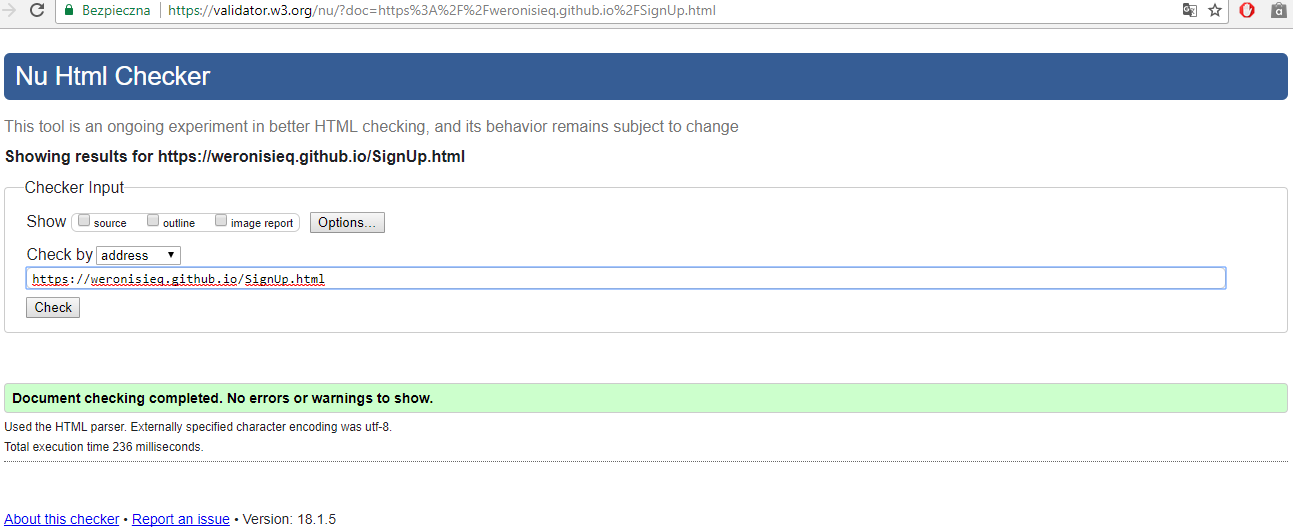 Bezpieczna https://validator.w3.org/nu/?doc=https%3A%2F%2Fweronisieq.github.io%2FSignUp.html
Nu Html Checker
This tool is an ongoing experiment in better HTML checking, and its behavior remains subject to change
Showing results for https://weronisieq.github.io/SignUp.html
Checker Input
Show source outline image report Options...
Check by address
https://weronisieq.github.io/SignUp.html
Check
Document checking completed. No errors or warnings to show.
Used the HTML parser. Externally specified character encoding was utf-8.
Total execution time 236 milliseconds.
About this checker • Report an issue • Version: 18.1.5